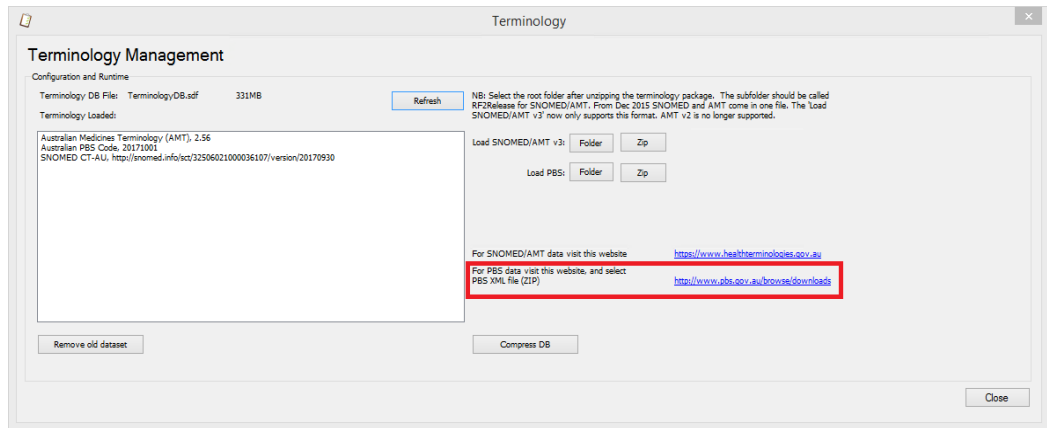 Terminology
Terminology Management
Configuration and Runtime
Terminology DB File: TerminologyDB.sdf 331MB
Refresh
Terminology Loaded:
Australian Medicines Terminology (AMT), 2.56
Australian PBS Code, 20171001
SNOMED CT-AU, http://snomed.info/sct/32506021000036107/version/20170930
NB: Select the root folder after unzipping the terminology package. The subfolder should be called
RF2Release for SNOMED/AMT. From Dec 2015 SNOMED and AMT come in one file. The 'Load
SNOMED/AMT v3' now only supports this format. AMT v2 is no longer supported.
Load SNOMED/AMT v3: Folder Zip
Load PBS: Folder Zip
For SNOMED/AMT data visit this website https://www.healthterminologies.gov.au
For PBS data visit this website, and select
PBS XML file (ZIP) http://www.pbs.gov.au/browse/downloads
Remove old dataset
Compress DB
Close